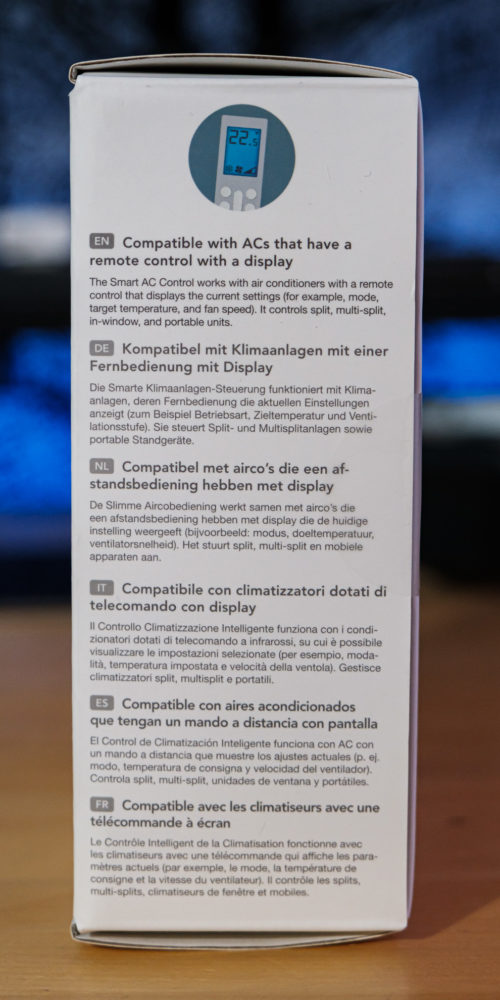 22.5
EN Compatible with ACs that have a
remote control with a display
The Smart AC Control works with air conditioners with a remote
control that displays the current settings (for example, mode,
target temperature, and fan speed). It controls split, multi-split,
in-window, and portable units.
DE Kompatibel mit Klimaanlagen mit einer
Fernbedienung mit Display
Die Smarte Klimaanlagen-Steuerung funktioniert mit Klima-
anlagen, deren Fernbedienung die aktuellen Einstellungen
anzeigt (zum Beispiel Betriebsart, Zieltemperatur und Venti-
lationsstufe). Sie steuert Split- und Multisplitanlagen sowie
portable Standgeräte.
NL Compatibel met airco's die een af-
standsbediening hebben met display
De Slimme Aircobediening werkt samen met airco's die
een afstandsbediening hebben met display die de huidige
instelling weergeeft (bijvoorbeeld: modus, doeltemperatuur,
ventilatorsnelheid). Het stuurt split, multi-split en mobiele
apparaten aan.
IT Compatibile con climatizzatori dotati di
telecomando con display
Il Controllo Climatizzazione Intelligente funziona con i condi-
zionatori dotati di telecomando a infrarossi, su cui è possibile
visualizzare le impostazioni selezionate (per esempio, moda-
lità, temperatura impostata e velocità della ventola). Gestisce
climatizzatori split, multisplit e portatili.
ES Compatible con aires acondicionados
que tengan un mando a distancia con pantalla
El Control de Climatización Inteligente funciona con AC con
un mando a distancia que muestre los ajustes actuales (p. ej.
modo, temperatura de consigna y velocidad del ventilador).
Controla split, multi-split, unidades de ventana y portátiles.
FR Compatible avec les climatiseurs avec une
télécommande à écran
Le Contrôle Intelligent de la Climatisation fonctionne avec
les climatiseurs avec une télécommande qui affiche les para-
mètres actuels (par exemple, le mode, la température de
consigne et la vitesse du ventilateur). Il contrôle les splits,
multi-splits, climatiseurs de fenêtre et mobiles.